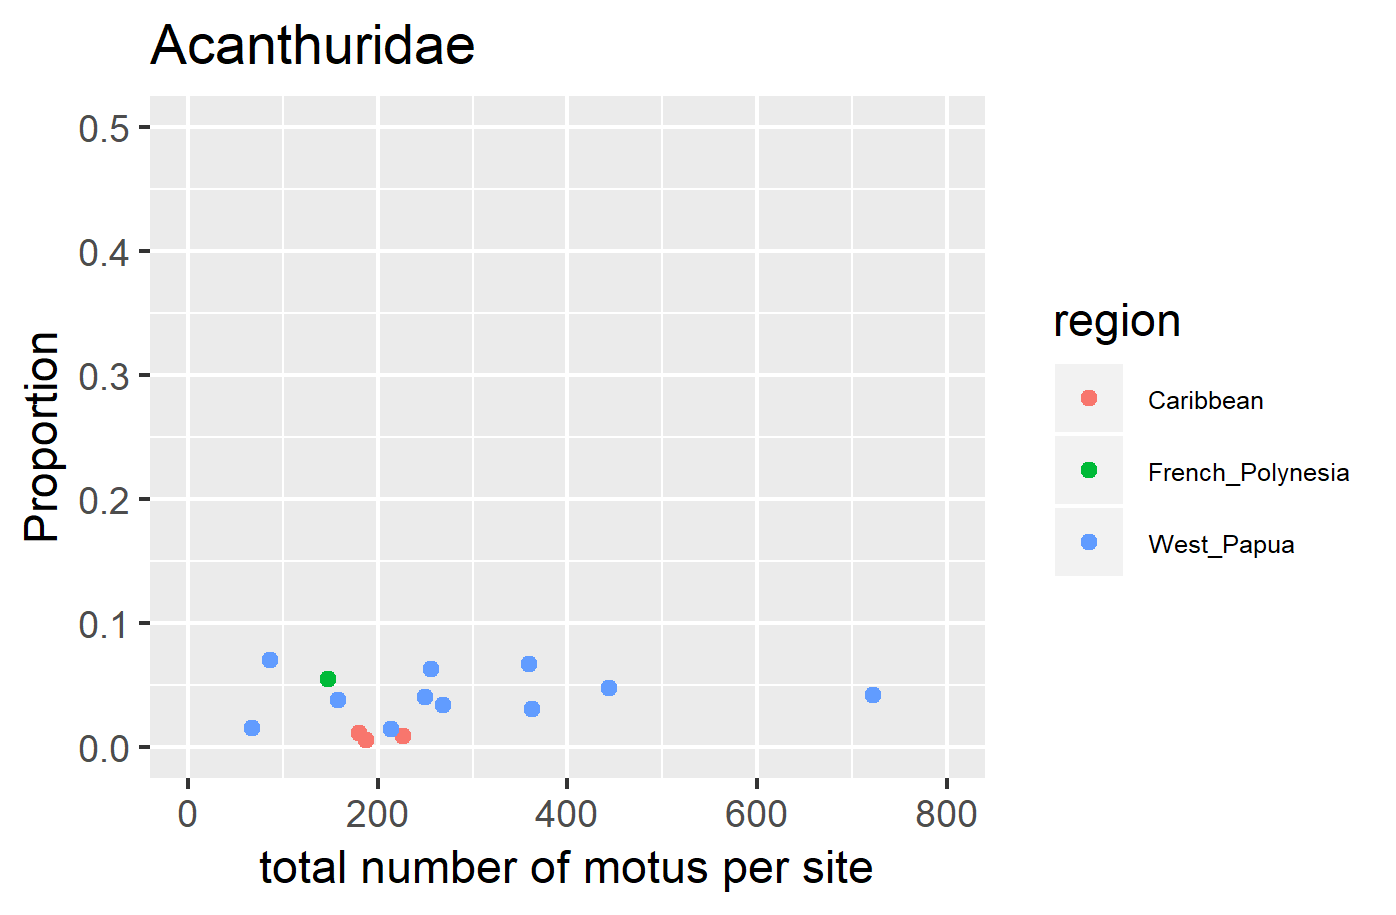 Acanthuridae
0.5
0.4
0.3
0.2
0.1
0.0
Proportion
0 200 400 600 800
total number of motus per site
region
Caribbean
French_Polynesia
West_Papua